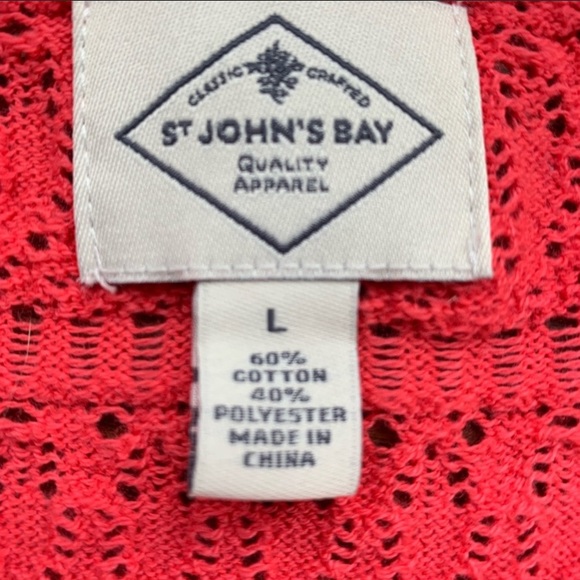 CLASSIC CRAFTED
ST JOHN'S BAY
QUALITY
APPAREL
L
60%
COTTON
40%
POLYESTER
MADE IN
CHINA